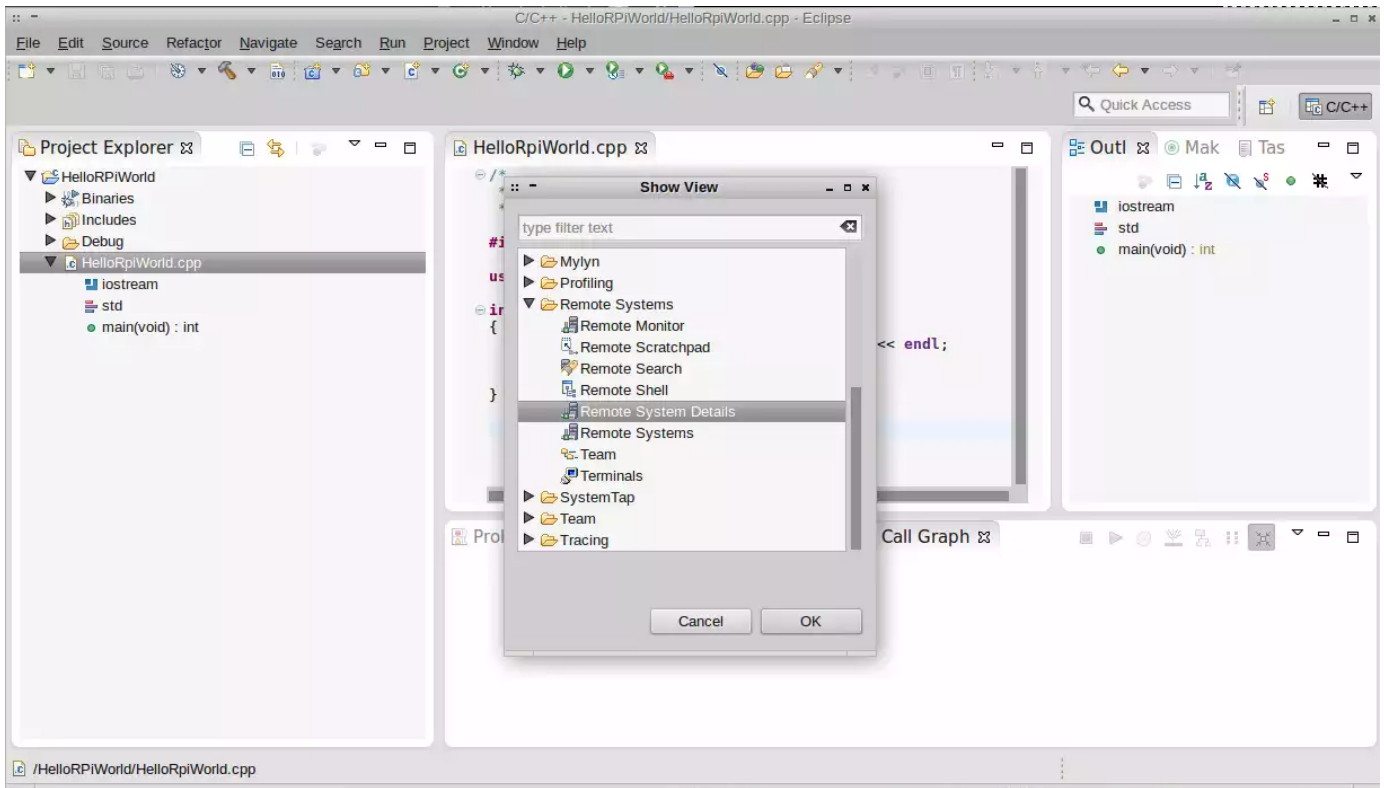 C/C++ - HelloRPiWorld/HelloRpiWorld.cpp - Eclipse
File Edit Source Refactor Navigate Search Run Project Window Help
Quick Access
C/C++
Project Explorer
HelloRPiWorld
Binaries
Includes
Debug
HelloRpiWorld.cpp
iostream
std
main(void) : int
HelloRpiWorld.cpp
/*
*
*
#i
us
in
{
<< endl;
}
Show View
type filter text
Mylyn
Profiling
Remote Systems
Remote Monitor
Remote Scratchpad
Remote Search
Remote Shell
Remote System Details
Remote Systems
Team
Terminals
SystemTap
Team
Tracing
Cancel OK
Outl Mak Tas
iostream
std
main(void) : int
Prol
Call Graph
/HelloRPiWorld/HelloRpiWorld.cpp